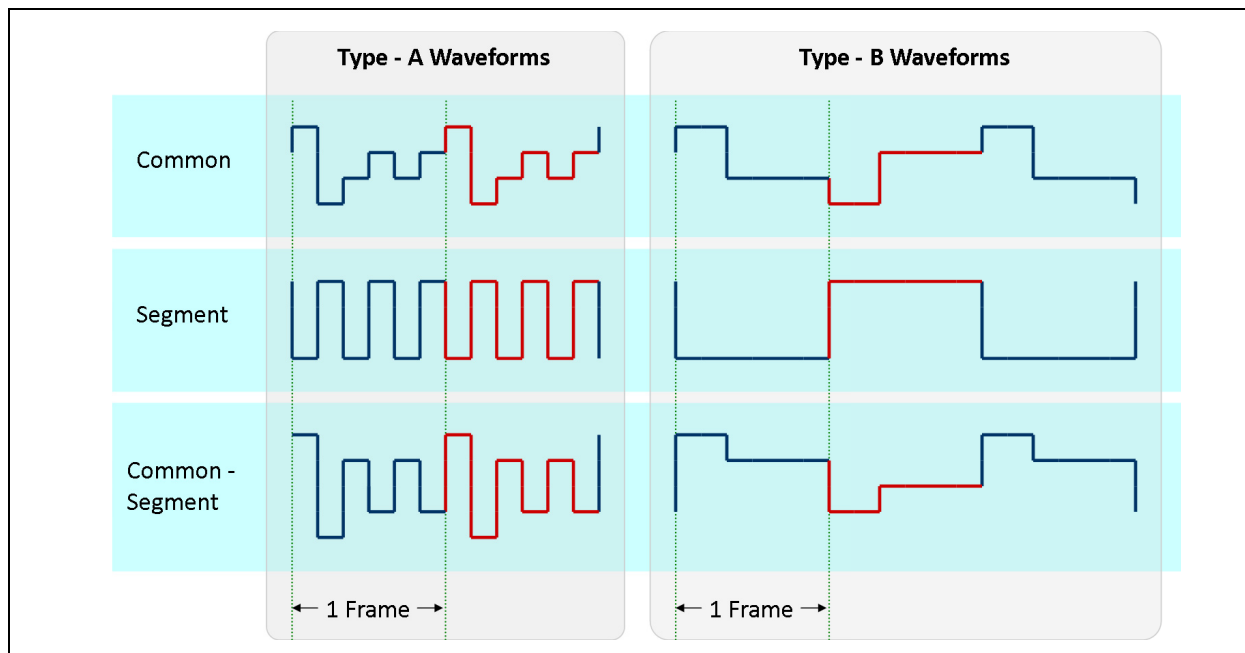 Type - A Waveforms
Type - B Waveforms
Common
Segment
Common -
Segment
1 Frame
1 Frame